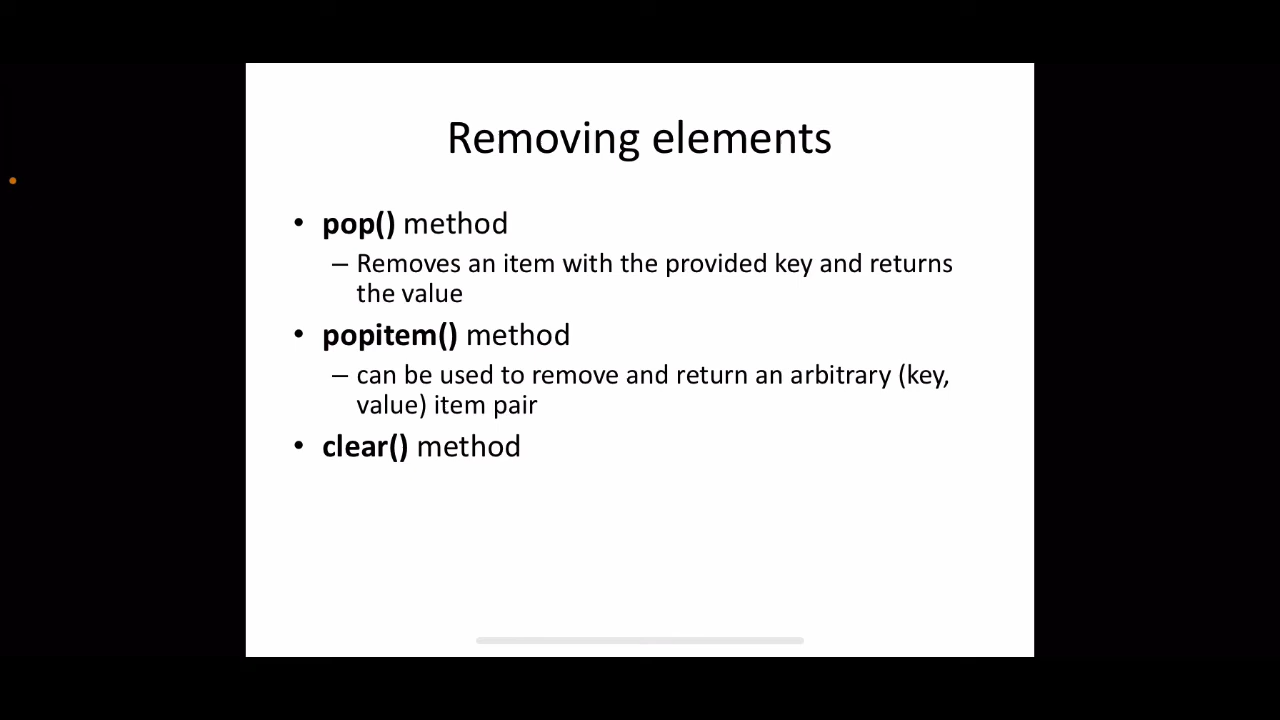 Removing elements
• pop() method
– Removes an item with the provided key and returns
the value
• popitem() method
– can be used to remove and return an arbitrary (key,
value) item pair
• clear() method